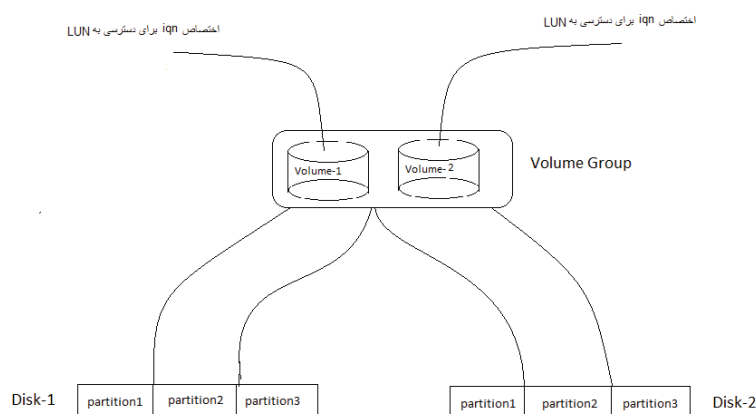 اختصاص iqn برای دسترسی به LUN
اختصاص iqn برای دسترسی به LUN
Volume-1
Volume-2
Volume Group
Disk-1
partition1
partition2
partition3
partition1
partition2
partition3
Disk-2